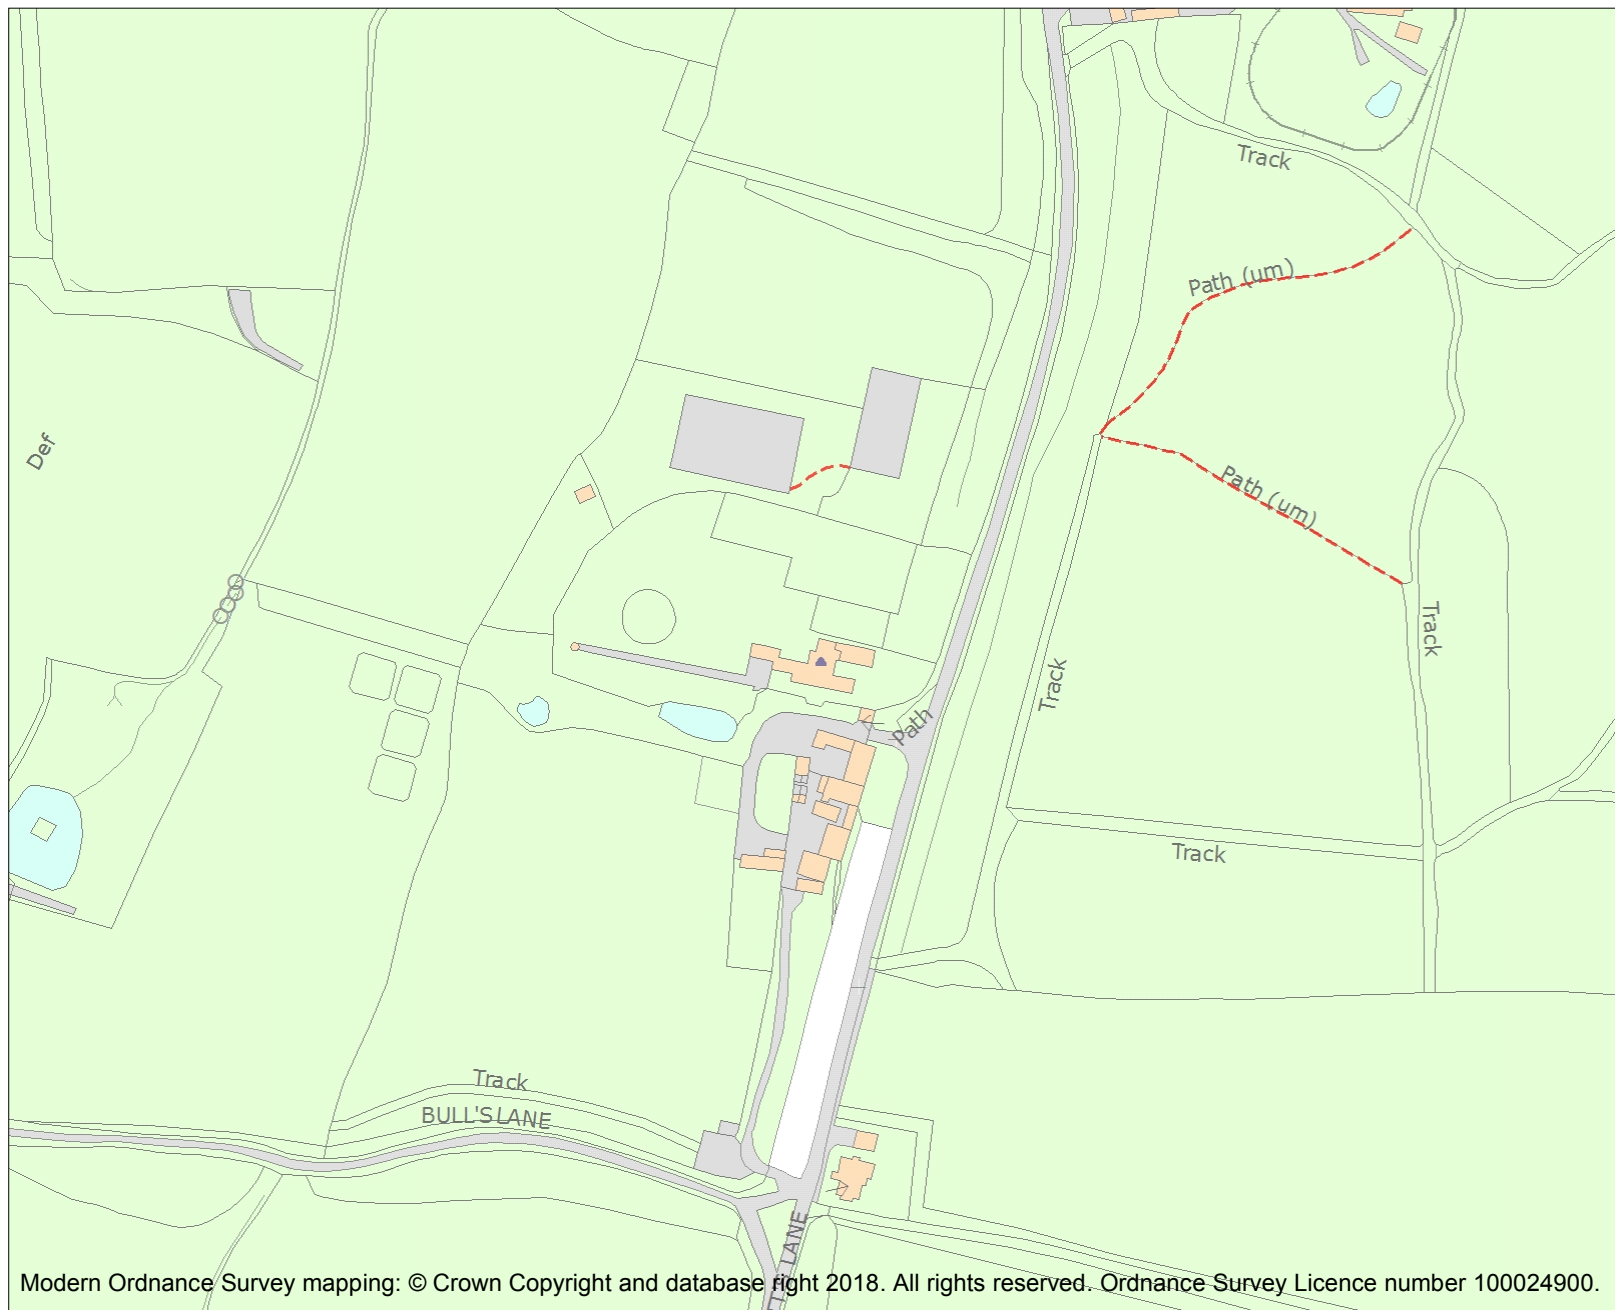 Track
Path (um)
Def
Path (um)
Track
Track
Path
Track
Track
BULL'S LANE
LANE
Modern Ordnance Survey mapping: © Crown Copyright and database right 2018. All rights reserved. Ordnance Survey Licence number 100024900.